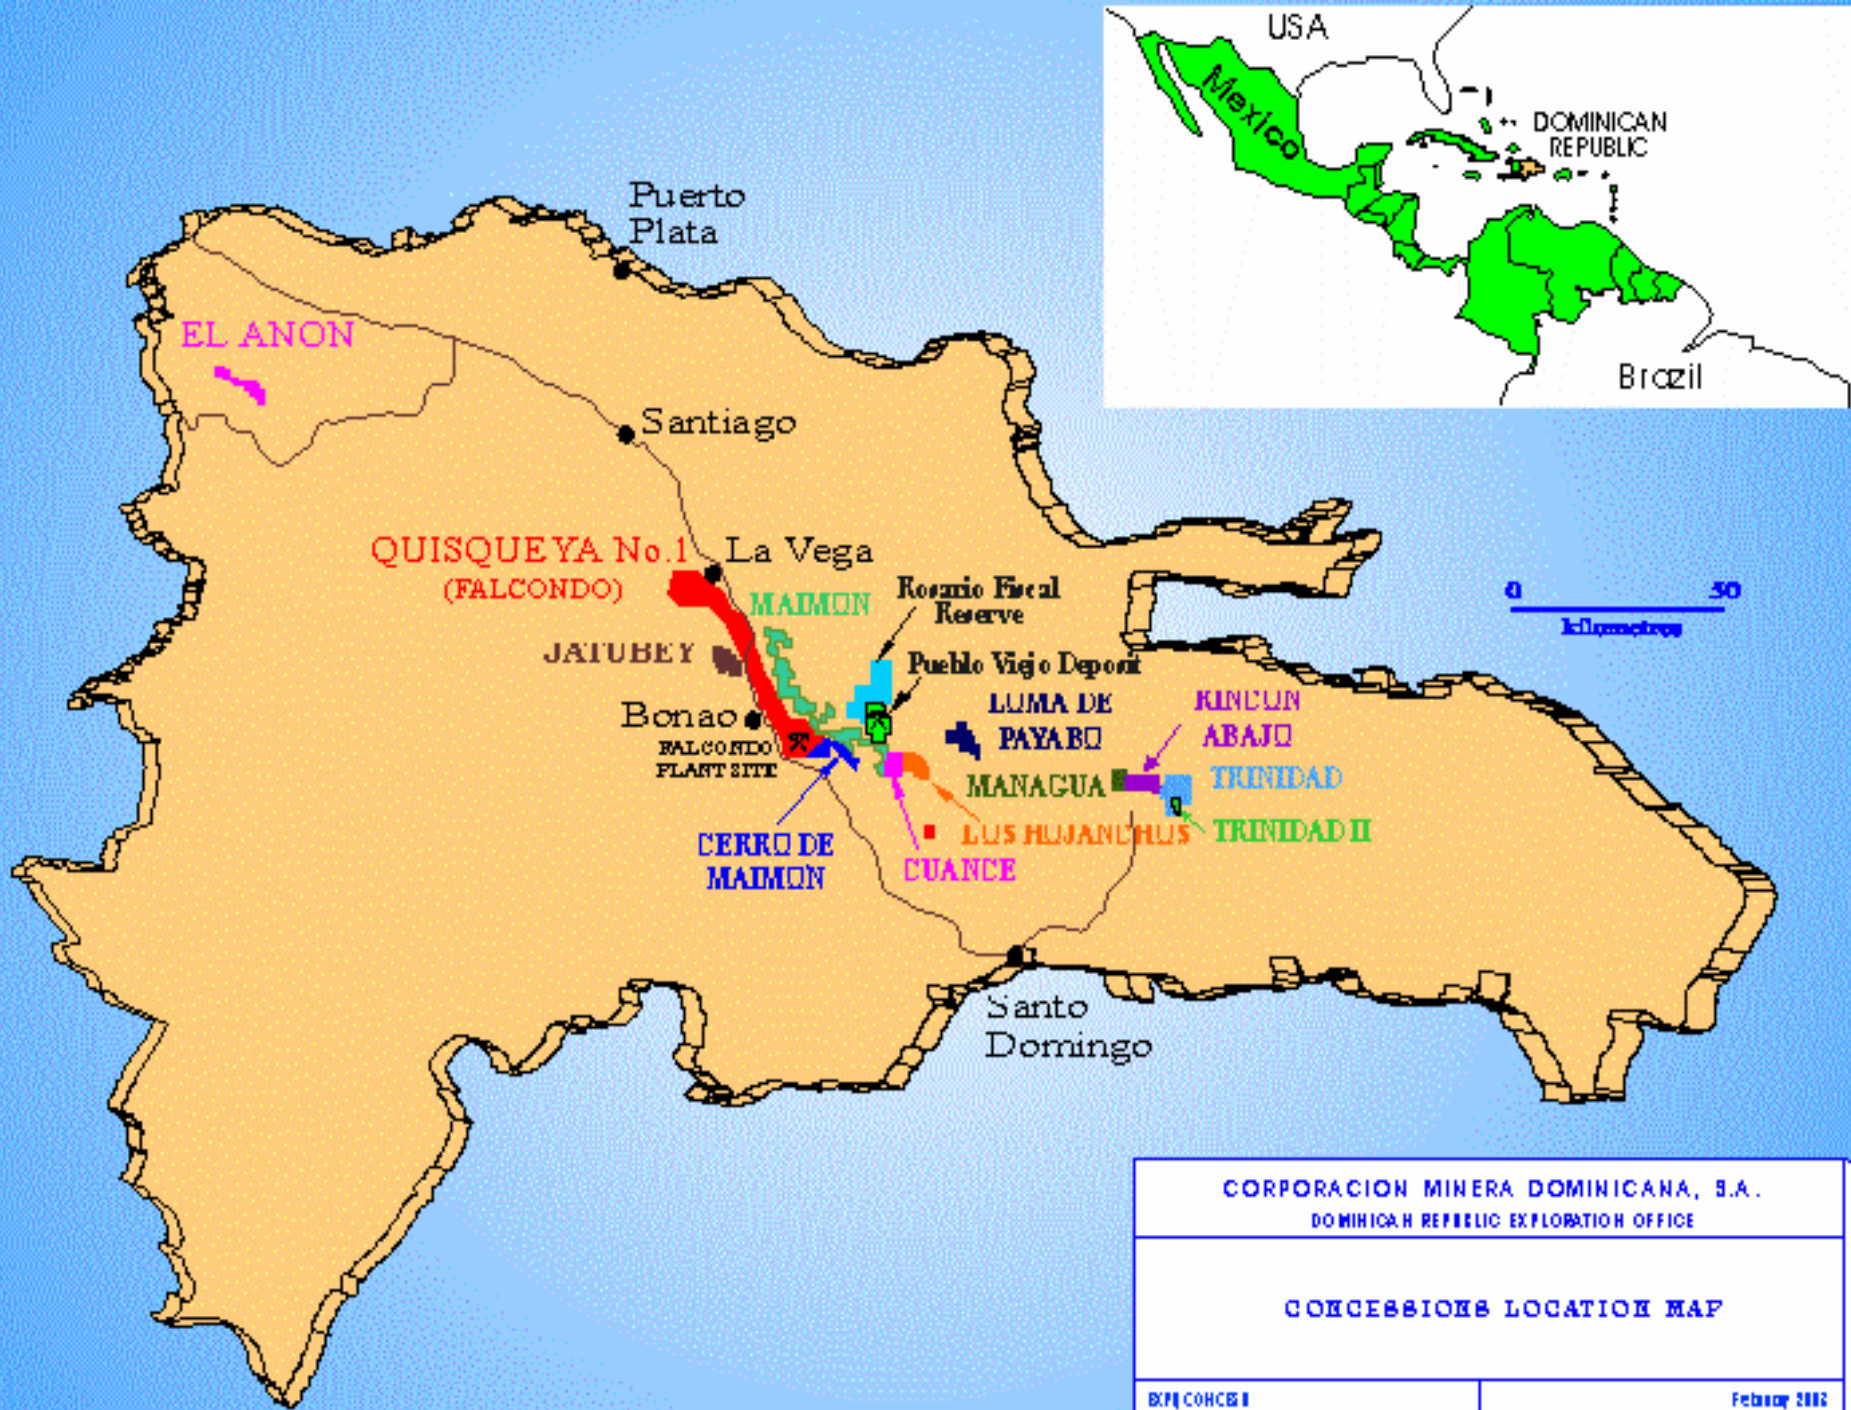 USA
Mexico
DOMINICAN
REPUBLIC
Brazil
Puerto
Plata
EL ANON
Santiago
QUISQUEYA No.1
(FALCONDO)
La Vega
MAIMON
Rosario Fiscal
Reserve
JATUBEY
Pueblo Viejo Deposit
Bonao
FALCONDO
PLANT SITE
LOMA DE
PAYABO
RINCON
ABAJO
MANAGUA
TRINIDAD
TRINIDAD II
LOS HOJANCHOS
CUANCE
CERRO DE
MAIMON
Santo
Domingo
0 50
kilometres
CORPORACION MINERA DOMINICANA, S.A.
DOMINICAN REPUBLIC EXPLORATION OFFICE
CONCESSIONS LOCATION MAP
February